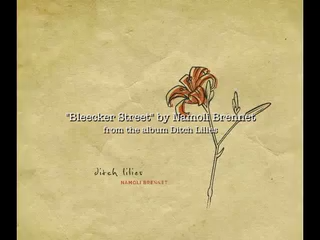 "Bleecker Street" by Namoli Brennet
from the album Ditch Lilies
ditch lilies
NAMOLI BRENNET